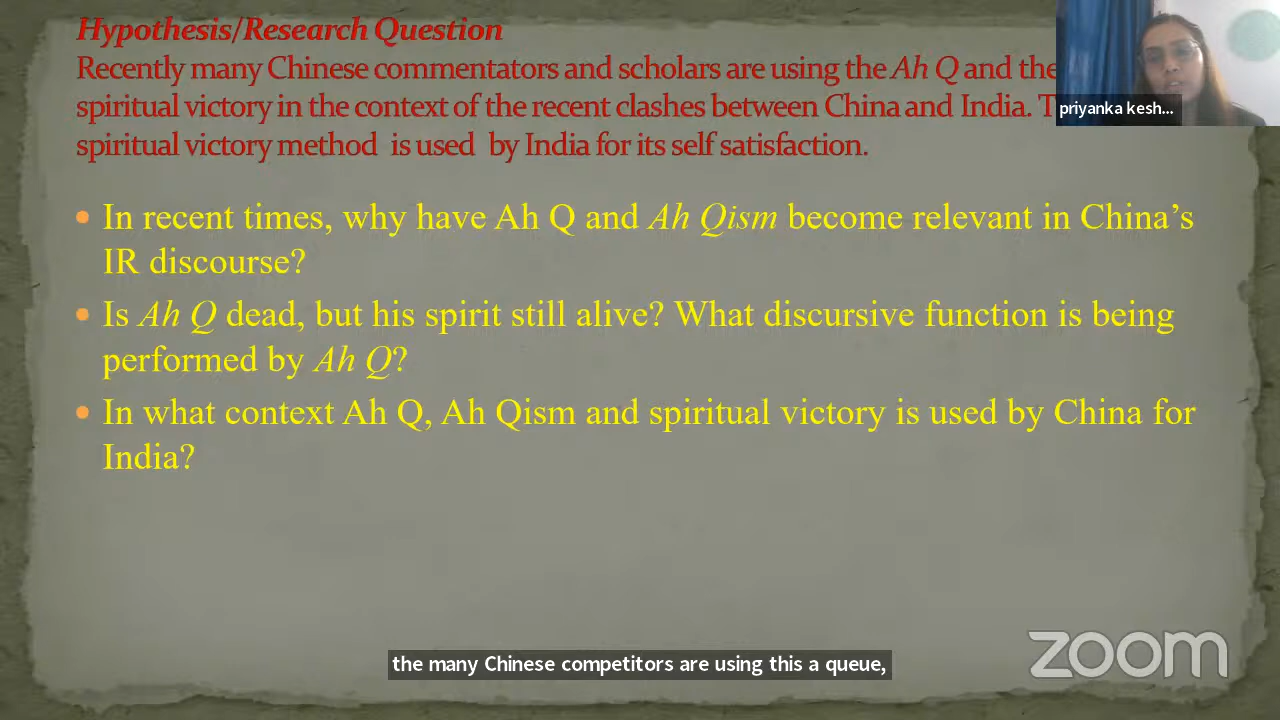 Hypothesis/Research Question
Recently many Chinese commentators and scholars are using the Ah Q and the
spiritual victory in the context of the recent clashes between China and India.
spiritual victory method is used by India for its self satisfaction.
priyanka kesh...
In recent times, why have Ah Q and Ah Qism become relevant in China's
IR discourse?
Is Ah Q dead, but his spirit still alive? What discursive function is being
performed by Ah Q?
In what context Ah Q, Ah Qism and spiritual victory is used by China for
India?
zoom
the many Chinese competitors are using this a queue,